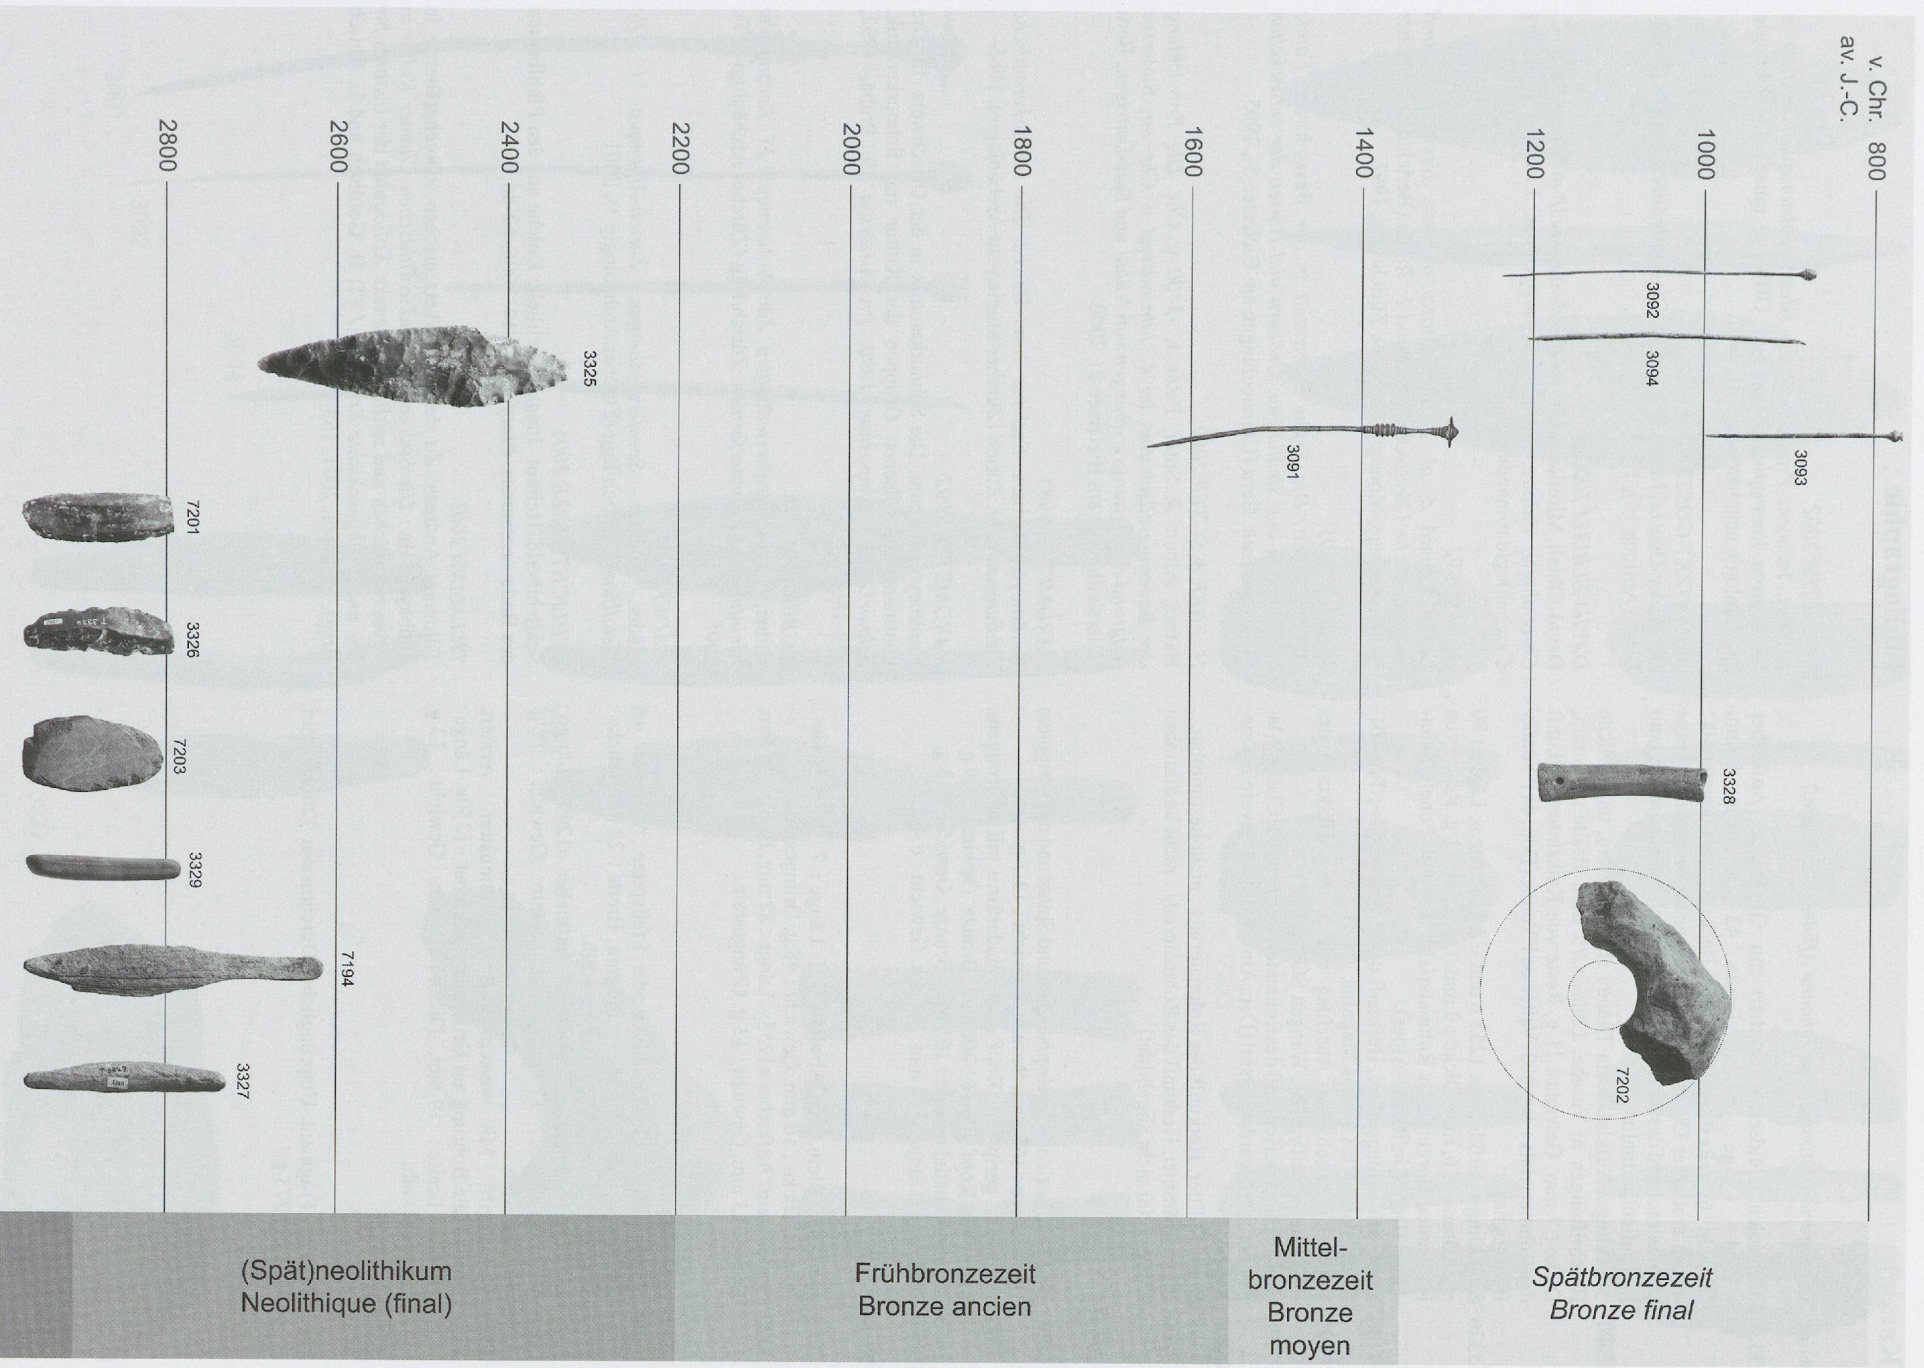 v. Chr.
av. J.-C.
800
1000
1200
1400
1600
1800
2000
2200
2400
2600
2800
3092
3094
3093
3091
3325
7201
3326
7203
3329
7194
3327
3328
7202
(Spät)neolithikum
Neolithique (final)
Frühbronzezeit
Bronze ancien
Mittel-
bronzezeit
Bronze
moyen
Spätbronzezeit
Bronze final